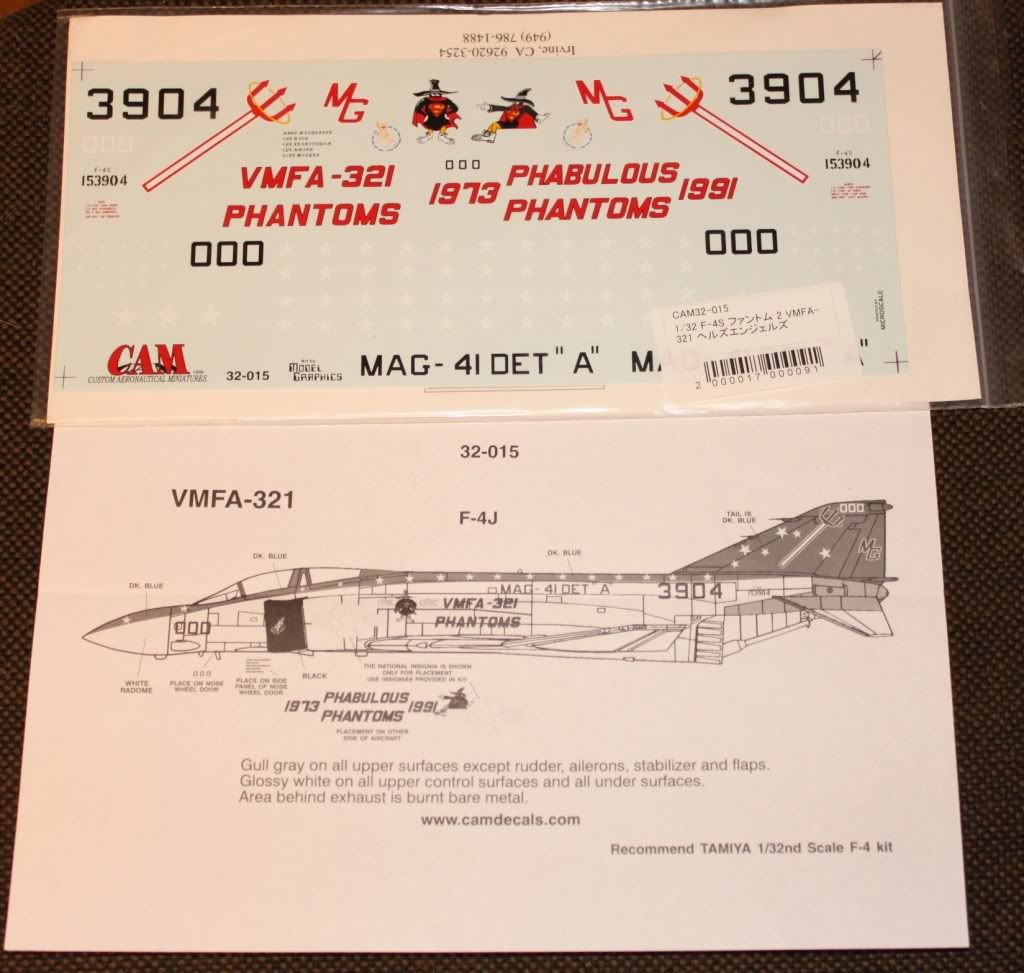 Irvine, CA 92620-3254
(949) 786-1488
3904
MG
MG
3904
F-4S
153904
000
F-4S
153904
VMFA-321
PHANTOMS
1973 PHABULOUS
PHANTOMS 1991
000
000
CAM
CUSTOM AERONAUTICAL MINIATURES
1998
32-015
Art by
MODEL
GRAPHICS
MAG-41 DET "A"
MA
A"
PRINTED BY
MICROSCALE
CAM32-015
1/32 F-4S ファントム 2 VMFA-
321 ヘルズエンジェルズ
2 000017 000091
32-015
VMFA-321
F-4J
TAIL IS
DK. BLUE
000
MG
DK. BLUE
DK. BLUE
DK. BLUE
MAG-41 DET "A"
3904
153904
VMFA-321
PHANTOMS
000
WHITE
RADOME
000
PLACE ON NOSE
WHEEL DOOR
PLACE ON SIDE
PANEL OF NOSE
WHEEL DOOR
BLACK
THE NATIONAL INSIGNIA IS SHOWN
ONLY FOR PLACEMENT
USE INSIGNIAS PROVIDED IN KIT
1973 PHABULOUS
PHANTOMS 1991
PLACEMENT ON OTHER
SIDE OF AIRCRAFT
Gull gray on all upper surfaces except rudder, ailerons, stabilizer and flaps.
Glossy white on all upper control surfaces and all under surfaces.
Area behind exhaust is burnt bare metal.
www.camdecals.com
Recommend TAMIYA 1/32nd Scale F-4 kit